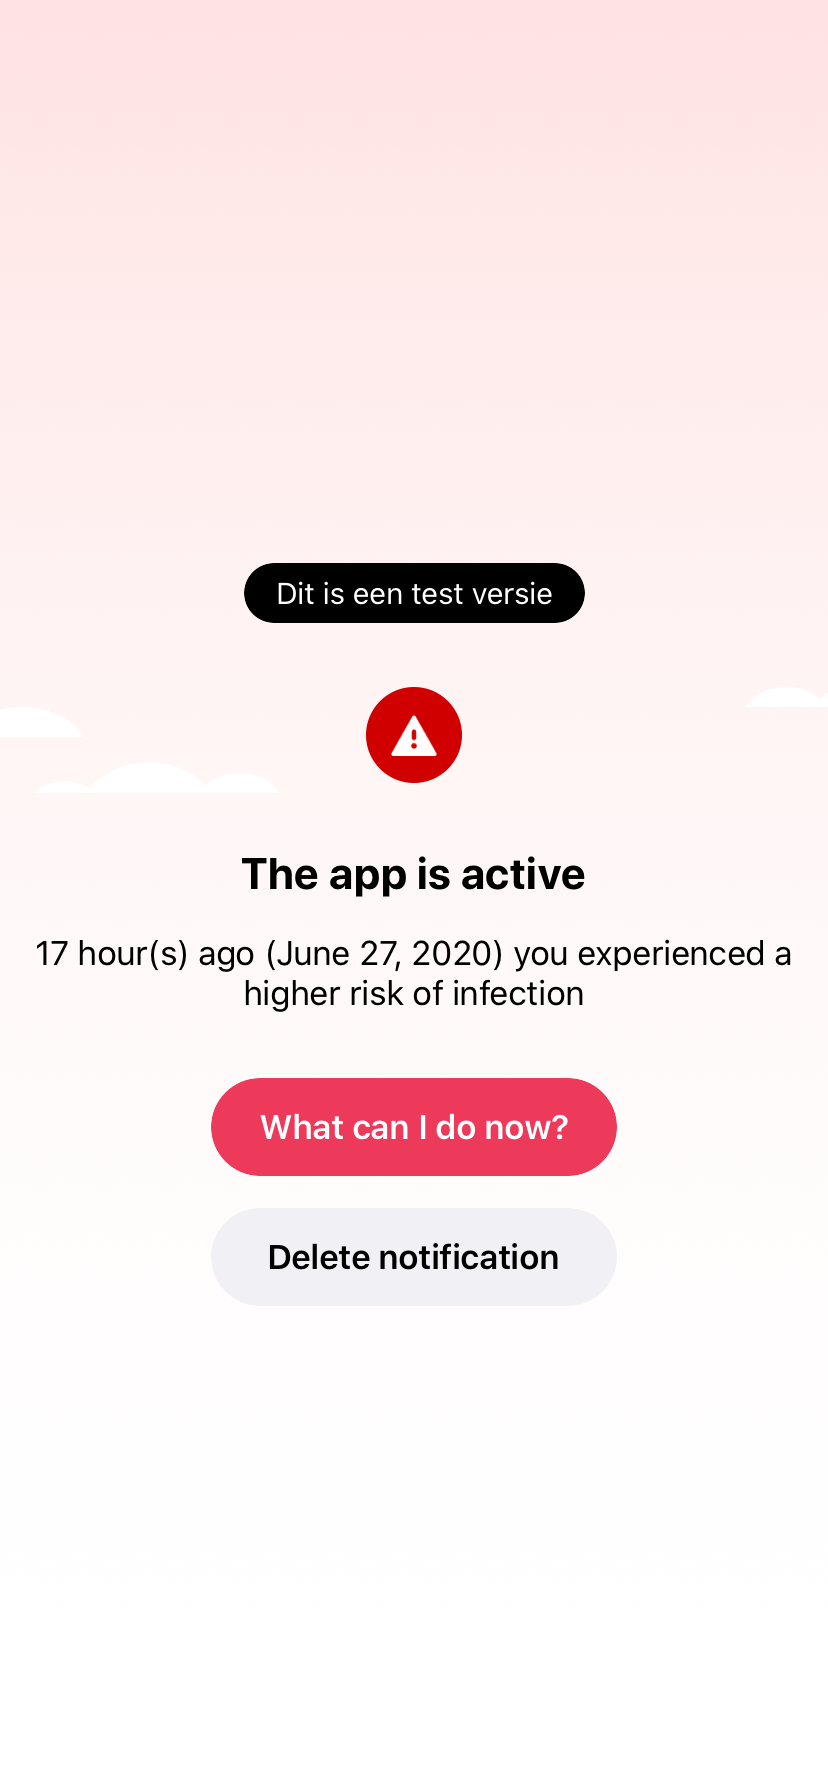 Dit is een test versie
The app is active
17 hour(s) ago (June 27, 2020) you experienced a
higher risk of infection
What can I do now?
Delete notification